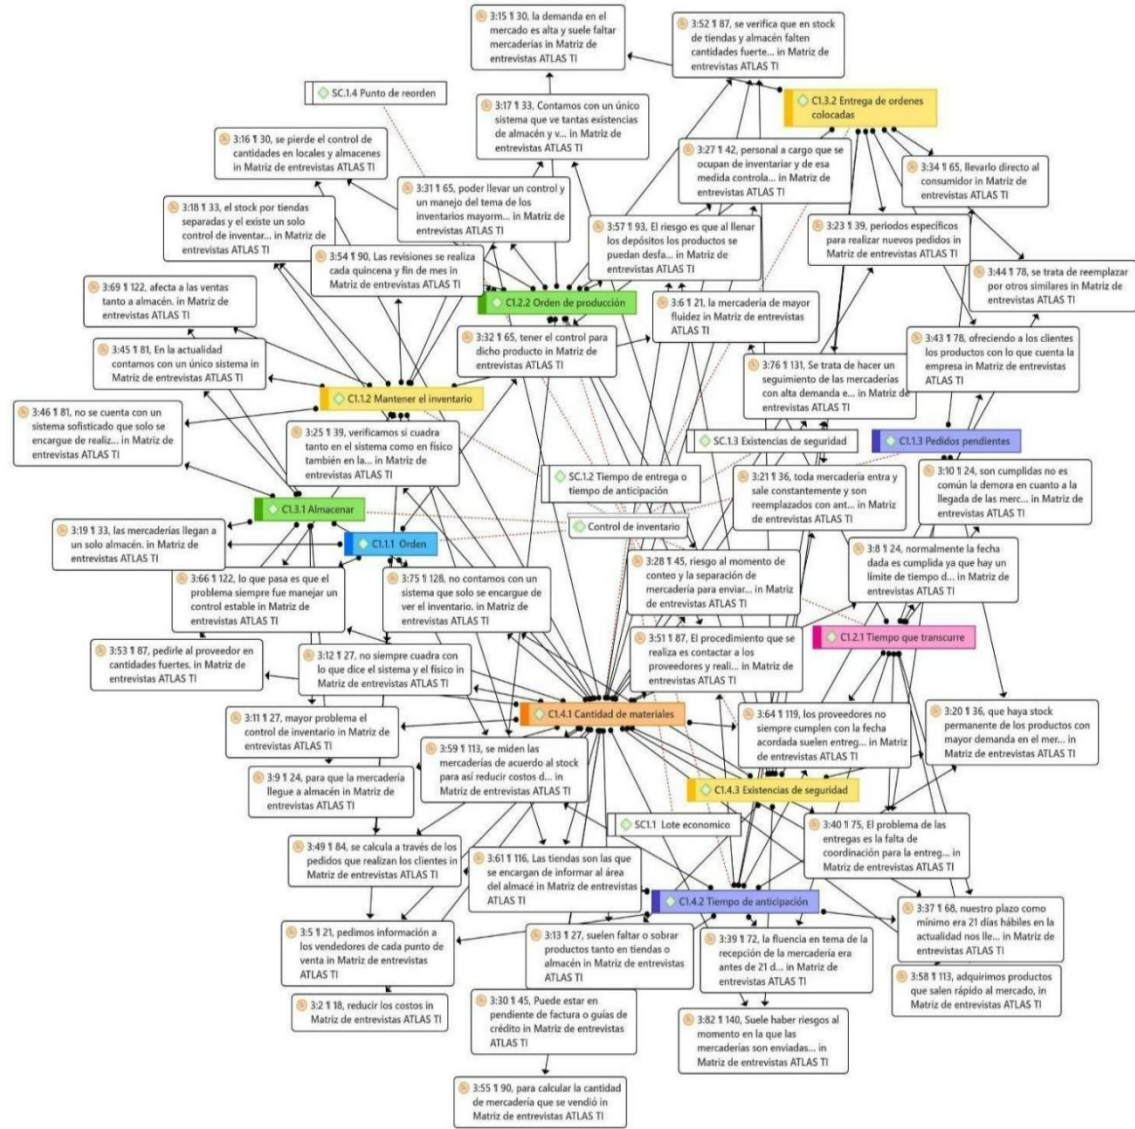 3:15 ¶ 30, la demanda en el
mercado es alta y suele faltar
mercaderías in Matriz de
entrevistas ATLAS TI
3:52 ¶ 87, se verifica que en stock
de tiendas y almacén falten
cantidades fuerte... in Matriz de
entrevistas ATLAS TI
SC.1.4 Punto de reorden
C1.3.2 Entrega de ordenes
colocadas
3:17 ¶ 33, Contamos con un único
sistema que ve tantas existencias
de almacén y v... in Matriz de
entrevistas ATLAS TI
3:16 ¶ 30, se pierde el control de
cantidades en locales y almacenes
in Matriz de entrevistas ATLAS TI
3:27 ¶ 42, personal a cargo que se
ocupan de inventariar y de esa
medida controla... in Matriz de
entrevistas ATLAS TI
3:34 ¶ 65, llevarlo directo al
consumidor in Matriz de
entrevistas ATLAS TI
3:31 ¶ 65, poder llevar un control y
un manejo del tema de los
inventarios mayorm... in Matriz de
entrevistas ATLAS TI
3:18 ¶ 33, el stock por tiendas
separadas y el existe un solo
control de inventar... in Matriz de
entrevistas ATLAS TI
3:57 ¶ 93, El riesgo es que al llenar
los depósitos los productos se
puedan desfa... in Matriz de
entrevistas ATLAS TI
3:23 ¶ 39, periodos específicos
para realizar nuevos pedidos in
Matriz de entrevistas ATLAS TI
3:54 ¶ 90, Las revisiones se realiza
cada quincena y fin de mes in
Matriz de entrevistas ATLAS TI
3:44 ¶ 78, se trata de reemplazar
por otros similares in Matriz de
entrevistas ATLAS TI
3:69 ¶ 122, afecta a las ventas
tanto a almacén. in Matriz de
entrevistas ATLAS TI
C1.2.2 Orden de producción
3:6 ¶ 21, la mercadería de mayor
fluidez in Matriz de entrevistas
ATLAS TI
3:32 ¶ 65, tener el control para
dicho producto in Matriz de
entrevistas ATLAS TI
3:43 ¶ 78, ofreciendo a los clientes
los productos con lo que cuenta la
empresa in Matriz de entrevistas
ATLAS TI
3:45 ¶ 81, En la actualidad
contamos con un único sistema in
Matriz de entrevistas ATLAS TI
3:76 ¶ 131, Se trata de hacer un
seguimiento de las mercaderías
con alta demanda e... in Matriz de
entrevistas ATLAS TI
C1.1.2 Mantener el inventario
3:46 ¶ 81, no se cuenta con un
sistema sofisticado que solo se
encargue de realiz... in Matriz de
entrevistas ATLAS TI
3:25 ¶ 39, verificamos si cuadra
tanto en el sistema como en físico
también en la... in Matriz de
entrevistas ATLAS TI
SC.1.3 Existencias de seguridad
C1.1.3 Pedidos pendientes
SC.1.2 Tiempo de entrega o
tiempo de anticipación
3:21 ¶ 36, toda mercadería entra y
sale constantemente y son
reemplazados con ant... in Matriz
de entrevistas ATLAS TI
3:10 ¶ 24, son cumplidas no es
común la demora en cuanto a la
llegada de las merc... in Matriz de
entrevistas ATLAS TI
C1.3.1 Almacenar
Control de inventario
3:19 ¶ 33, las mercaderías llegan a
un solo almacén. in Matriz de
entrevistas ATLAS TI
C1.1.1 Orden
3:8 ¶ 24, normalmente la fecha
dada es cumplida ya que hay un
límite de tiempo d... in Matriz de
entrevistas ATLAS TI
3:28 ¶ 45, riesgo al momento de
conteo y la separación de
mercadería para enviar... in Matriz
de entrevistas ATLAS TI
3:66 ¶ 122, lo que pasa es que el
problema siempre fue manejar un
control estable in Matriz de
entrevistas ATLAS TI
3:75 ¶ 128, no contamos con un
sistema que solo se encargue de
ver el inventario. in Matriz de
entrevistas ATLAS TI
3:51 ¶ 87, El procedimiento que se
realiza es contactar a los
proveedores y reali... in Matriz de
entrevistas ATLAS TI
C1.2.1 Tiempo que transcurre
3:53 ¶ 87, pedirle al proveedor en
cantidades fuertes. in Matriz de
entrevistas ATLAS TI
3:12 ¶ 27, no siempre cuadra con
lo que dice el sistema y el físico in
Matriz de entrevistas ATLAS TI
3:11 ¶ 27, mayor problema el
control de inventario in Matriz de
entrevistas ATLAS TI
C1.4.1 Cantidad de materiales
3:64 ¶ 119, los proveedores no
siempre cumplen con la fecha
acordada suelen entreg... in Matriz
de entrevistas ATLAS TI
3:20 ¶ 36, que haya stock
permanente de los productos con
mayor demanda en el mer... in
Matriz de entrevistas ATLAS TI
3:59 ¶ 113, se miden las
mercaderías de acuerdo al stock
para así reducir costos d... in
Matriz de entrevistas ATLAS TI
3:9 ¶ 24, para que la mercadería
llegue a almacén in Matriz de
entrevistas ATLAS TI
C1.4.3 Existencias de seguridad
SC1.1 Lote economico
3:40 ¶ 75, El problema de las
entregas es la falta de
coordinación para la entreg... in
Matriz de entrevistas ATLAS TI
3:49 ¶ 84, se calcula a través de los
pedidos que realizan los clientes in
Matriz de entrevistas ATLAS TI
3:61 ¶ 116, Las tiendas son las que
se encargan de informar al área
del almacé in Matriz de entrevistas
ATLAS TI
C1.4.2 Tiempo de anticipación
3:37 ¶ 68, nuestro plazo como
mínimo era 21 días hábiles en la
actualidad nos lle... in Matriz de
entrevistas ATLAS TI
3:5 ¶ 21, pedimos información a
los vendedores de cada punto de
venta in Matriz de entrevistas
ATLAS TI
3:13 ¶ 27, suelen faltar o sobrar
productos tanto en tiendas o
almacén in Matriz de entrevistas
ATLAS TI
3:39 ¶ 72, la fluencia en tema de la
recepción de la mercadería era
antes de 21 d... in Matriz de
entrevistas ATLAS TI
3:58 ¶ 113, adquirimos productos
que salen rápido al mercado, in
Matriz de entrevistas ATLAS TI
3:2 ¶ 18, reducir los costos in
Matriz de entrevistas ATLAS TI
3:30 ¶ 45, Puede estar en
pendiente de factura o guías de
crédito in Matriz de entrevistas
ATLAS TI
3:82 ¶ 140, Suele haber riesgos al
momento en la que las
mercaderías son enviadas... in
Matriz de entrevistas ATLAS TI
3:55 ¶ 90, para calcular la cantidad
de mercadería que se vendió in
Matriz de entrevistas ATLAS TI